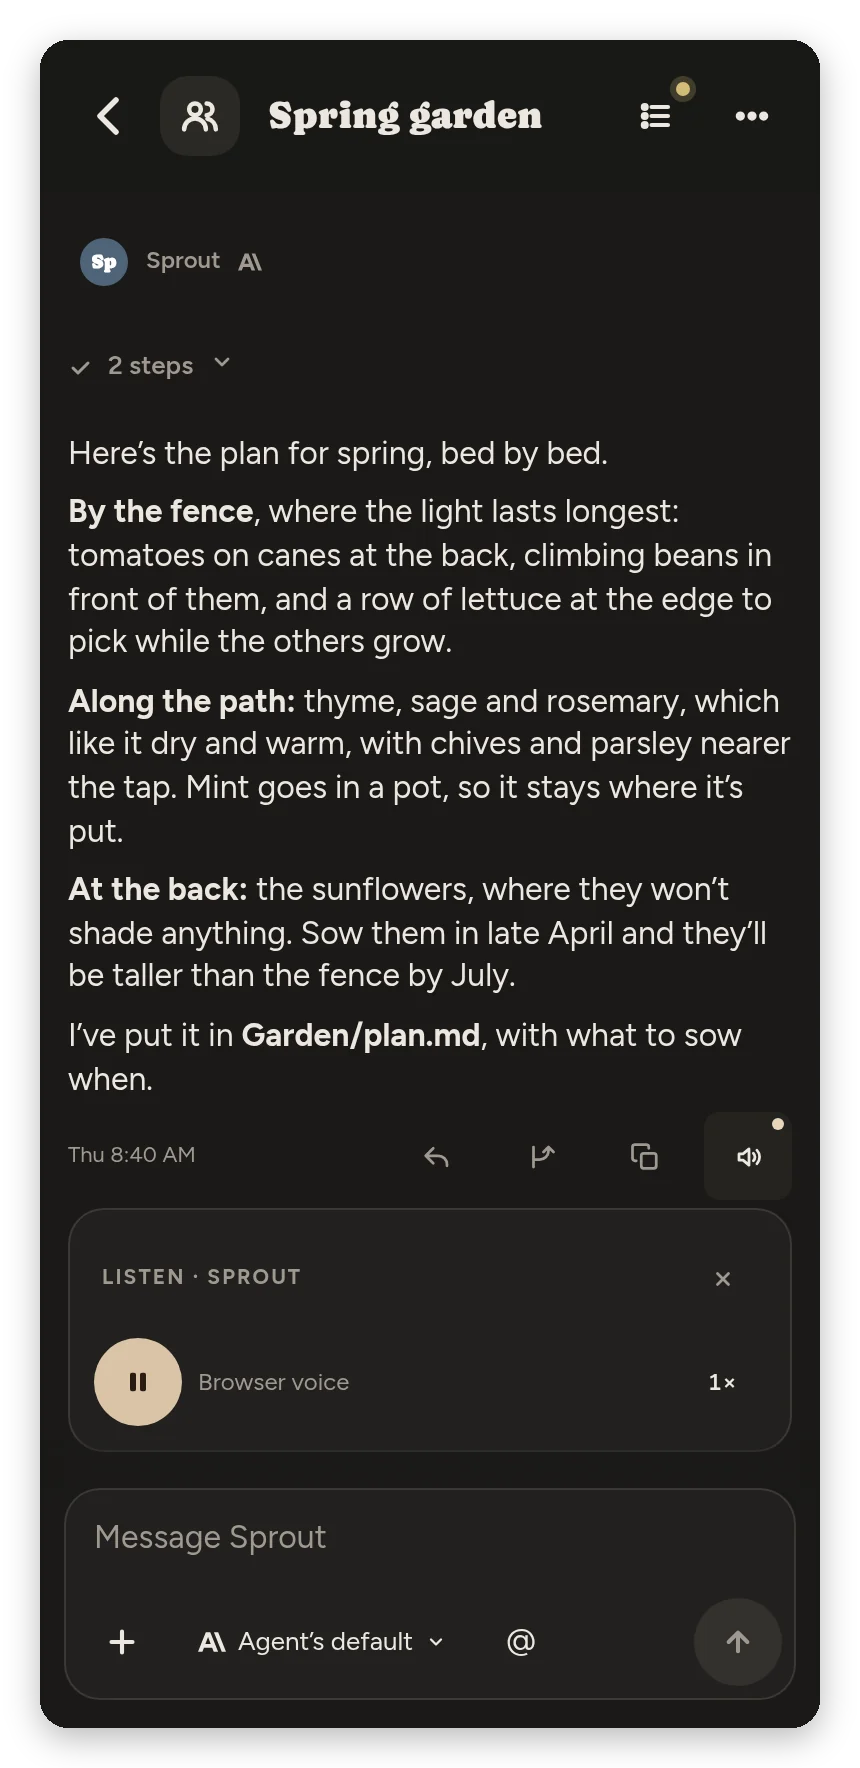 Spring garden
Sp Sprout
2 steps
Here’s the plan for spring, bed by bed.
By the fence, where the light lasts longest:
tomatoes on canes at the back, climbing beans in
front of them, and a row of lettuce at the edge to
pick while the others grow.
Along the path: thyme, sage and rosemary, which
like it dry and warm, with chives and parsley nearer
the tap. Mint goes in a pot, so it stays where it’s
put.
At the back: the sunflowers, where they won’t
shade anything. Sow them in late April and they’ll
be taller than the fence by July.
I’ve put it in Garden/plan.md, with what to sow
when.
Thu 8:40 AM
LISTEN · SPROUT
Browser voice 1×
Message Sprout
Agent’s default @